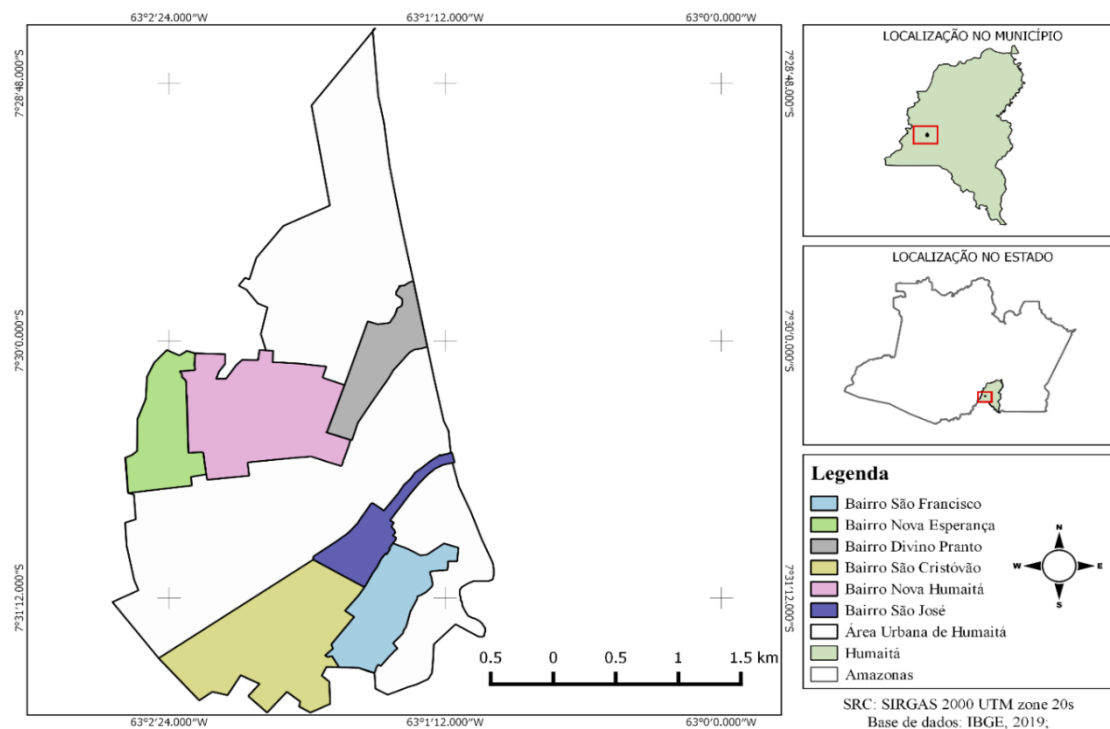 63°2'24.000"W 63°1'12.000"W 63°0'0.000"W
7°28'48.000"S
7°30'0.000"S
7°31'12.000"S
7°28'48.000"S
7°30'0.000"S
7°31'12.000"S
0.5 0 0.5 1 1.5 km
63°2'24.000"W 63°1'12.000"W 63°0'0.000"W
LOCALIZAÇÃO NO MUNICÍPIO
LOCALIZAÇÃO NO ESTADO
Legenda
Bairro São Francisco
Bairro Nova Esperança
Bairro Divino Pranto
Bairro São Cristóvão
Bairro Nova Humaitá
Bairro São José
Área Urbana de Humaitá
Humaitá
Amazonas
N
W E
S
SRC: SIRGAS 2000 UTM zone 20s
Base de dados: IBGE, 2019;